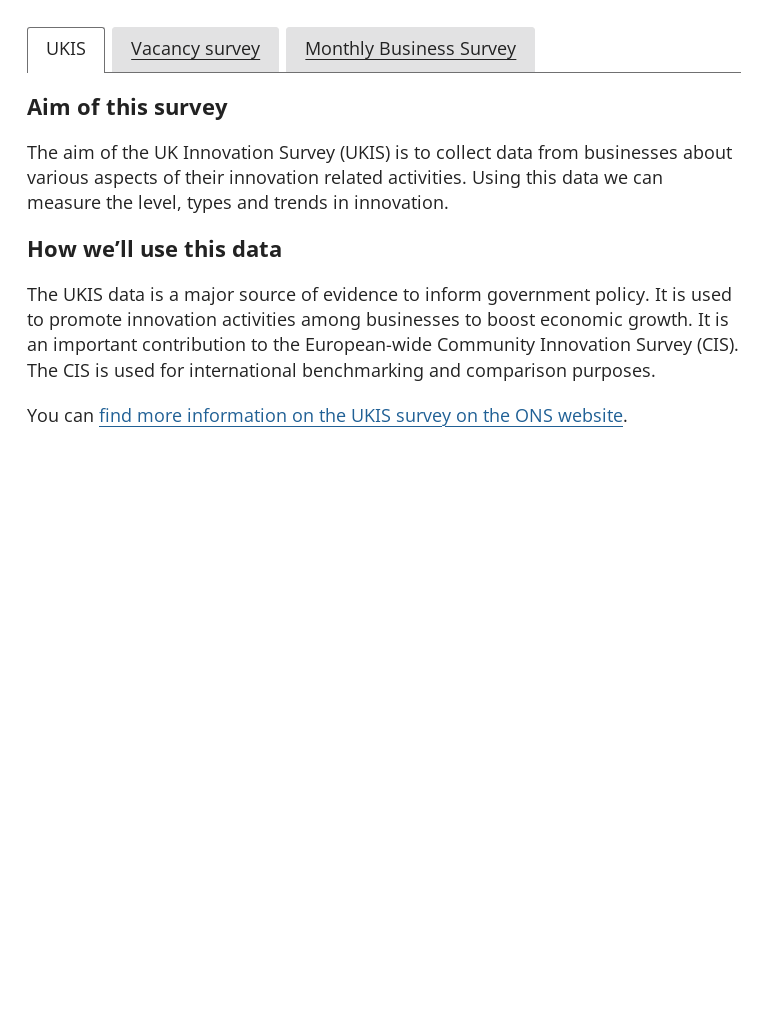 UKIS
Vacancy survey
Monthly Business Survey
Aim of this survey
The aim of the UK Innovation Survey (UKIS) is to collect data from businesses about
various aspects of their innovation related activities. Using this data we can
measure the level, types and trends in innovation.
How we’ll use this data
The UKIS data is a major source of evidence to inform government policy. It is used
to promote innovation activities among businesses to boost economic growth. It is
an important contribution to the European-wide Community Innovation Survey (CIS).
The CIS is used for international benchmarking and comparison purposes.
You can find more information on the UKIS survey on the ONS website.